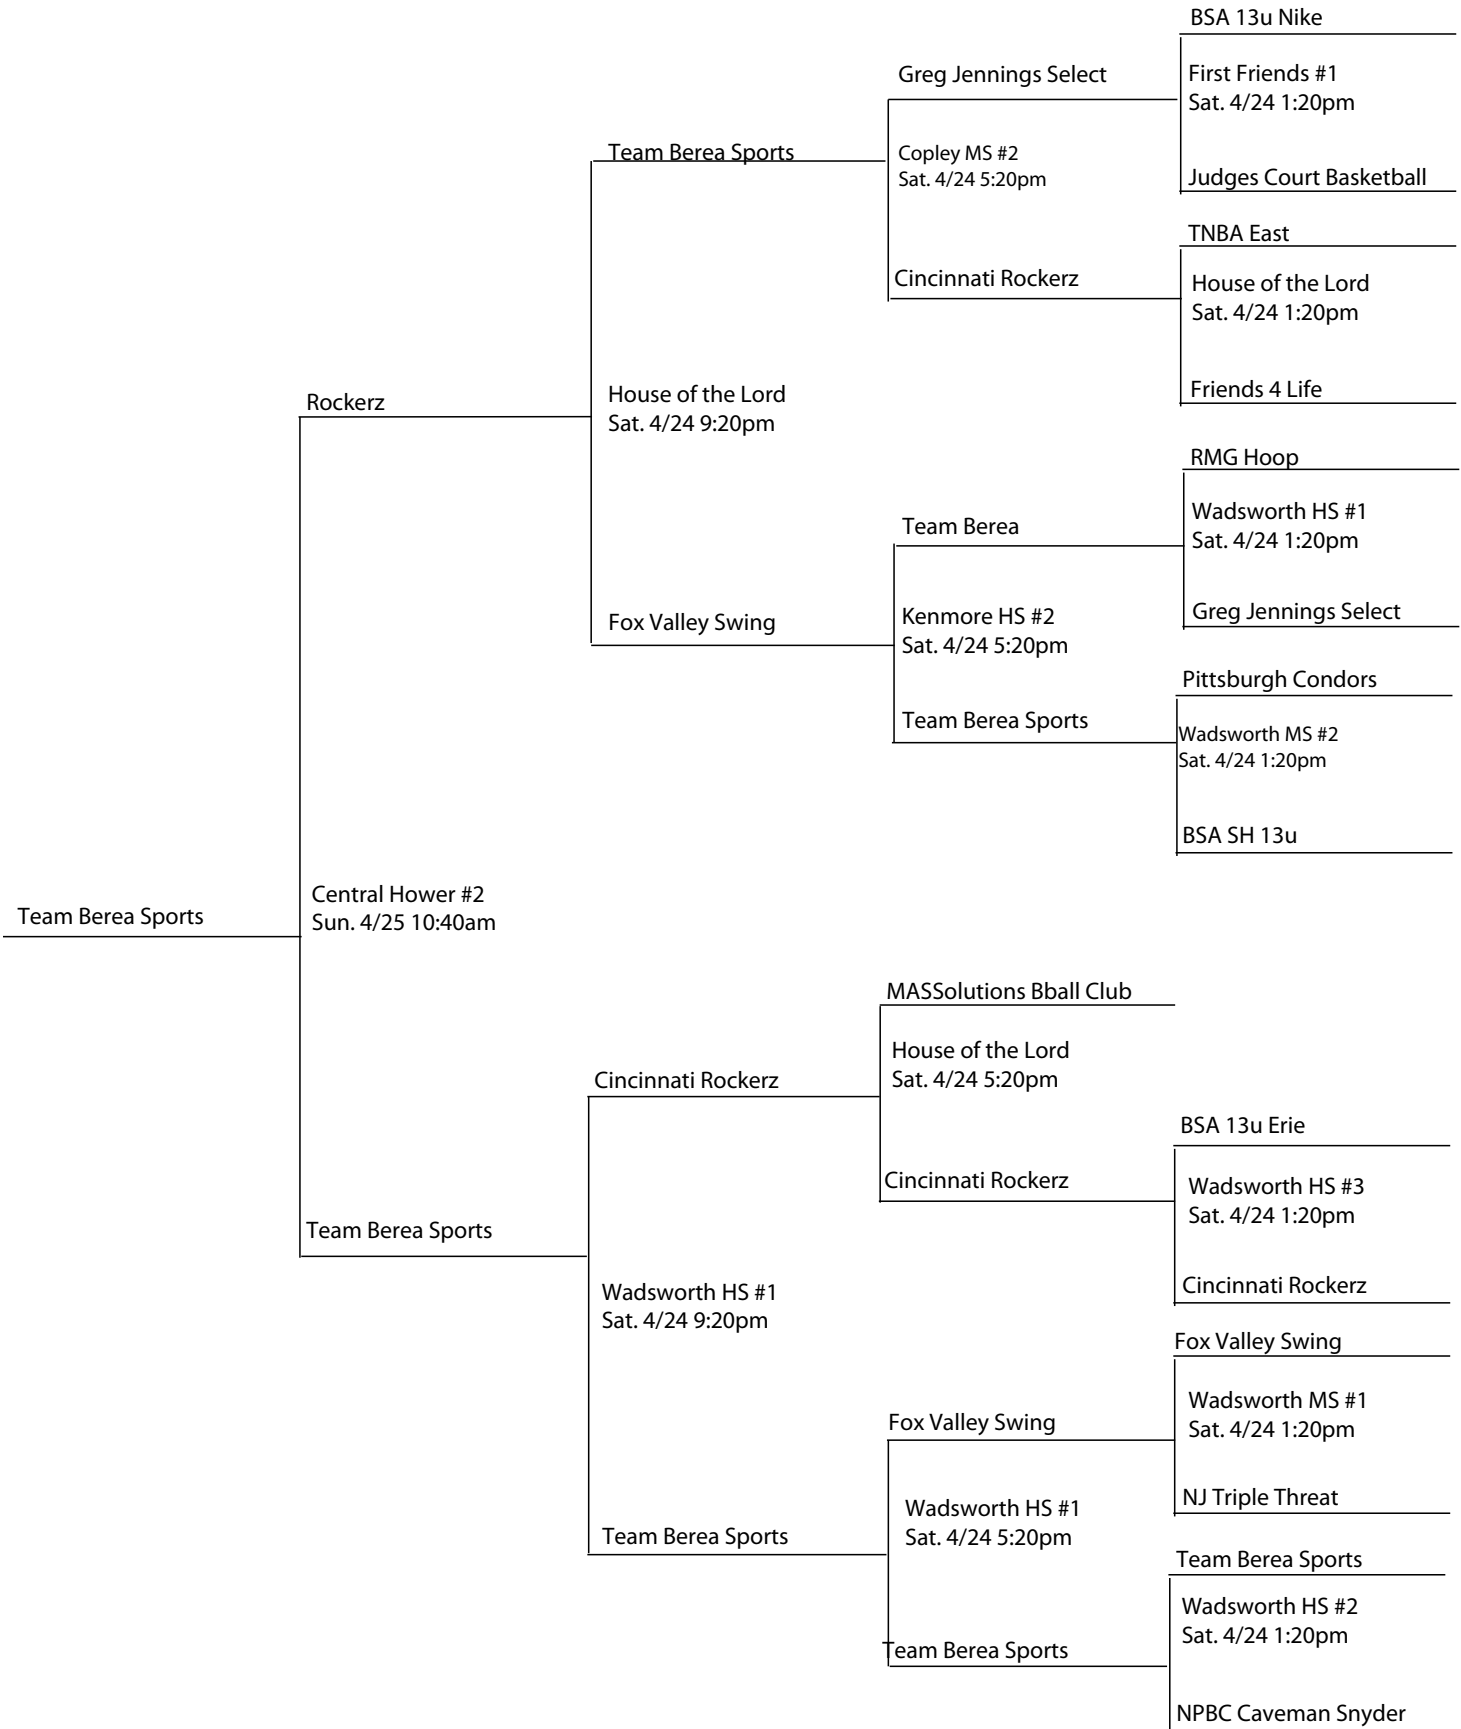 BSA 13u Nike
Greg Jennings Select
First Friends #1
Sat. 4/24 1:20pm
Team Berea Sports
Copley MS #2
Sat. 4/24 5:20pm
Judges Court Basketball
TNBA East
Cincinnati Rockerz
House of the Lord
Sat. 4/24 1:20pm
Rockerz
House of the Lord
Sat. 4/24 9:20pm
Friends 4 Life
RMG Hoop
Team Berea
Wadsworth HS #1
Sat. 4/24 1:20pm
Fox Valley Swing
Kenmore HS #2
Sat. 4/24 5:20pm
Greg Jennings Select
Pittsburgh Condors
Team Berea Sports
Wadsworth MS #2
Sat. 4/24 1:20pm
BSA SH 13u
Team Berea Sports
Central Hower #2
Sun. 4/25 10:40am
MASSolutions Bball Club
House of the Lord
Sat. 4/24 5:20pm
Cincinnati Rockerz
BSA 13u Erie
Cincinnati Rockerz
Wadsworth HS #3
Sat. 4/24 1:20pm
Team Berea Sports
Cincinnati Rockerz
Wadsworth HS #1
Sat. 4/24 9:20pm
Fox Valley Swing
Fox Valley Swing
Wadsworth MS #1
Sat. 4/24 1:20pm
NJ Triple Threat
Team Berea Sports
Wadsworth HS #1
Sat. 4/24 5:20pm
Team Berea Sports
Wadsworth HS #2
Sat. 4/24 1:20pm
Team Berea Sports
NPBC Caveman Snyder